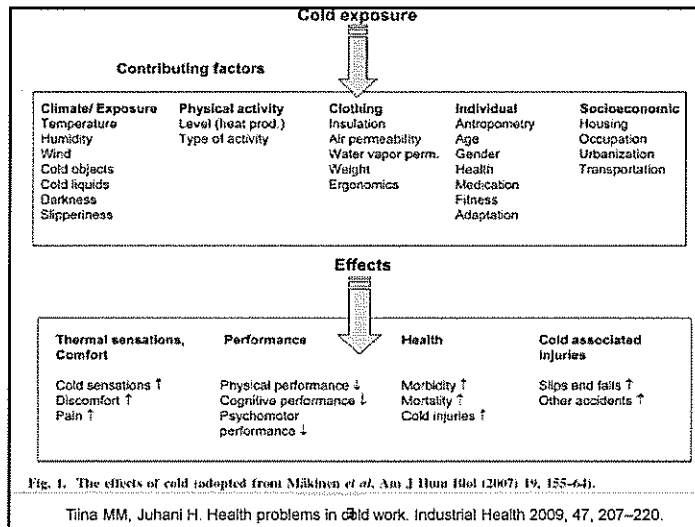 Cold exposure
Contributing factors
Climate/ Exposure
Temperature
Humidity
Wind
Cold objects
Cold liquids
Darkness
Slipperiness
Physical activity
Level (heat prod.)
Type of activity
Clothing
Insulation
Air permeability
Water vapor perm.
Weight
Ergonomics
Individual
Antropometry
Age
Gender
Health
Medication
Fitness
Adaptation
Socioeconomic
Housing
Occupation
Urbanization
Transportation
Effects
Thermal sensations,
Comfort
Cold sensations ↑
Discomfort ↑
Pain ↑
Performance
Physical performance ↓
Cognitive performance ↓
Psychomotor
performance ↓
Health
Morbidity ↑
Mortality ↑
Cold injuries ↑
Cold associated
injuries
Slips and falls ↑
Other accidents ↑
Fig. 1. The effects of cold (adopted from Mäkinen et al, Am J Hum Biol (2007) 19, 155–64).
Tiina MM, Juhani H. Health problems in cold work. Industrial Health 2009, 47, 207–220.